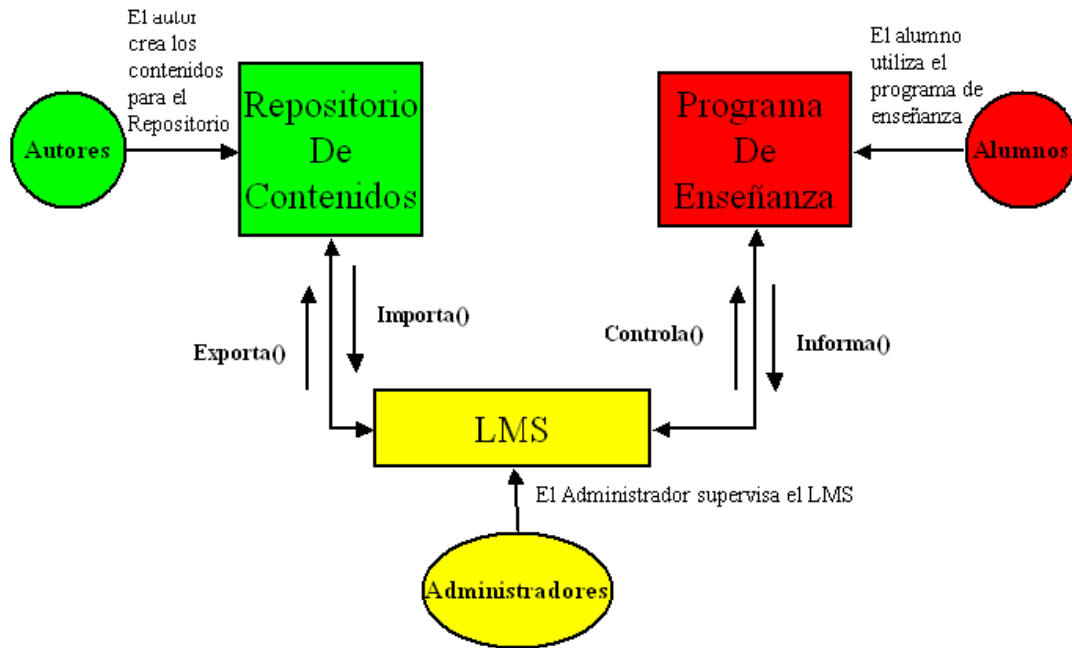 El autor
crea los
contenidos
para el
Repositorio
Autores
Repositorio
De
Contenidos
Programa
De
Enseñanza
El alumno
utiliza el
programa de
enseñanza
Alumnos
Exporta()
Importa()
Controla()
Informa()
LMS
El Administrador supervisa el LMS
Administradores